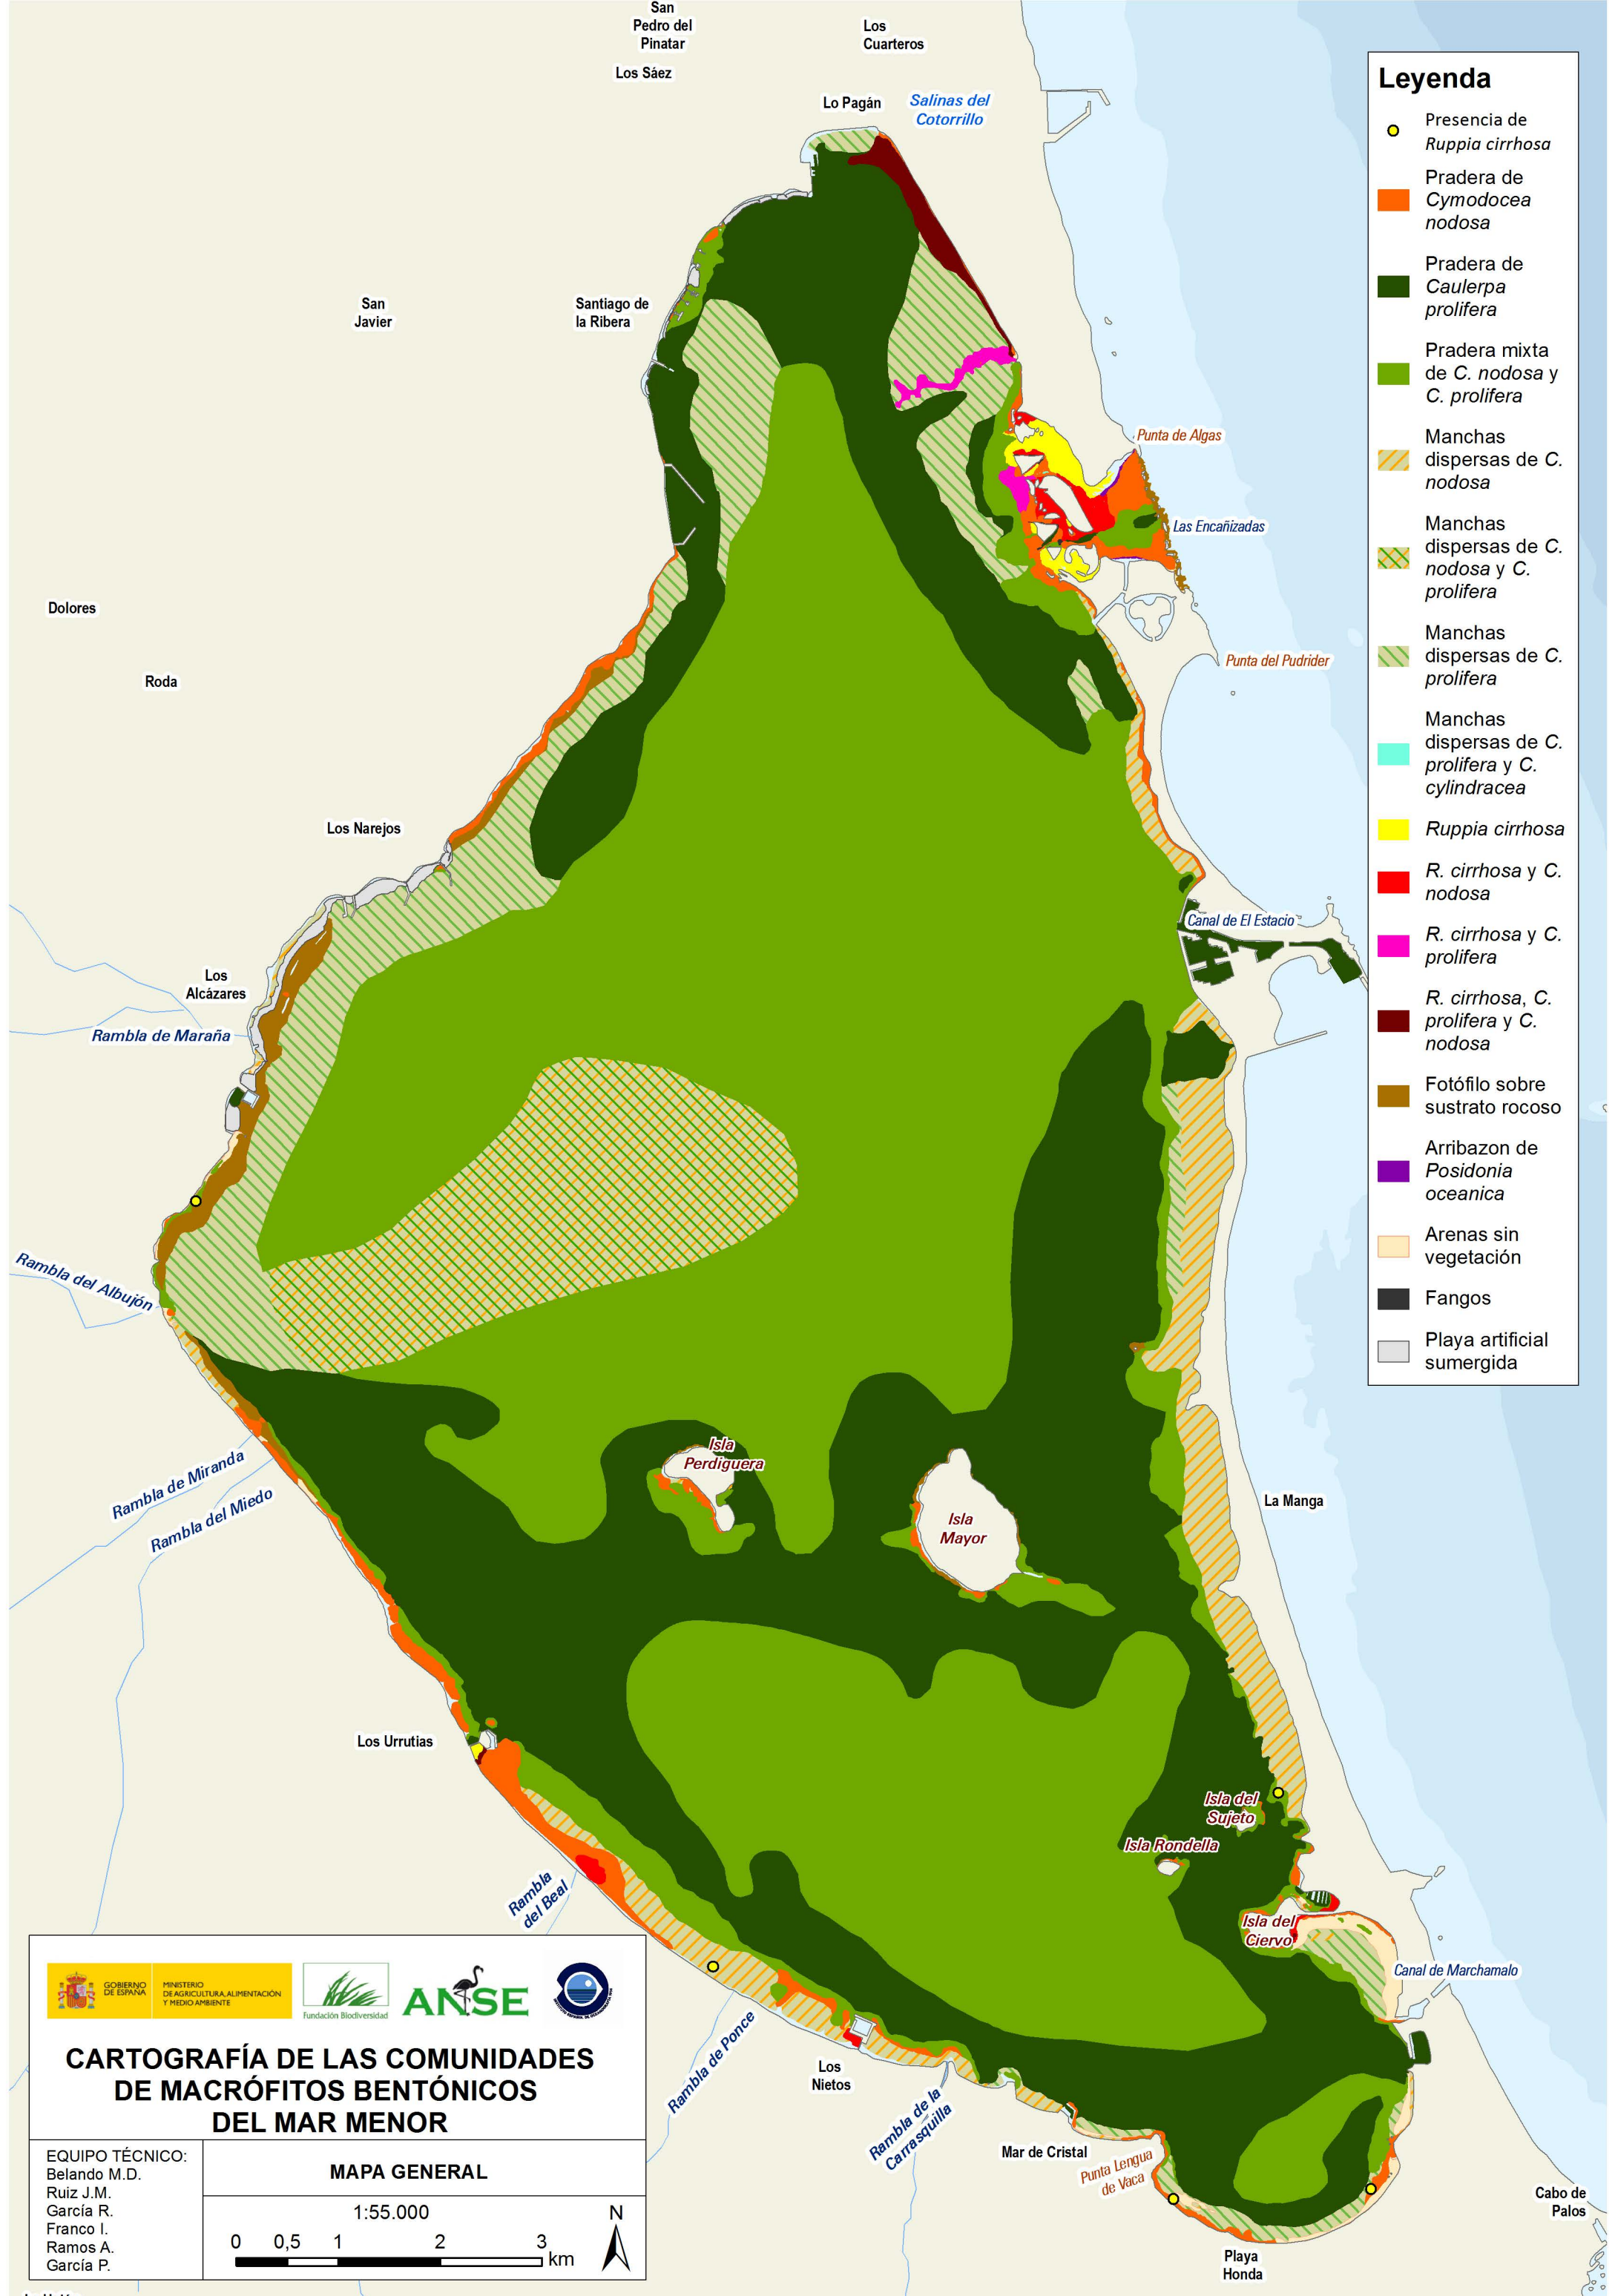 San
Pedro del
Pinatar
Los
Cuarteros
Los Sáez
Lo Pagán
Salinas del
Cotorrillo
San
Javier
Santiago de
la Ribera
Punta de Algas
Las Encañizadas
Dolores
Punta del Pudrider
Roda
Los Narejos
Canal de El Estacio
Los
Alcázares
Rambla de Maraña
Rambla del Albujón
Isla
Perdiguera
Rambla de Miranda
Rambla del Miedo
La Manga
Isla
Mayor
Los Urrutias
Isla del
Sujeto
Isla Rondella
Rambla
del Beal
Isla del
Ciervo
Canal de Marchamalo
Rambla de Ponce
Los
Nietos
Rambla de la
Carrasquilla
Mar de Cristal
Punta Lengua
de Vaca
Cabo de
Palos
Playa
Honda
Leyenda
Presencia de
Ruppia cirrhosa
Pradera de
Cymodocea
nodosa
Pradera de
Caulerpa
prolifera
Pradera mixta
de C. nodosa y
C. prolifera
Manchas
dispersas de C.
nodosa
Manchas
dispersas de C.
nodosa y C.
prolifera
Manchas
dispersas de C.
prolifera
Manchas
dispersas de C.
prolifera y C.
cylindracea
Ruppia cirrhosa
R. cirrhosa y C.
nodosa
R. cirrhosa y C.
prolifera
R. cirrhosa, C.
prolifera y C.
nodosa
Fotófilo sobre
sustrato rocoso
Arribazon de
Posidonia
oceanica
Arenas sin
vegetación
Fangos
Playa artificial
sumergida
GOBIERNO
DE ESPAÑA
MINISTERIO
DE AGRICULTURA, ALIMENTACIÓN
Y MEDIO AMBIENTE
Fundación Biodiversidad
ANSE
CARTOGRAFÍA DE LAS COMUNIDADES
DE MACRÓFITOS BENTÓNICOS
DEL MAR MENOR
EQUIPO TÉCNICO:
Belando M.D.
Ruiz J.M.
García R.
Franco I.
Ramos A.
García P.
MAPA GENERAL
1:55.000
0 0,5 1 2 3
km
N